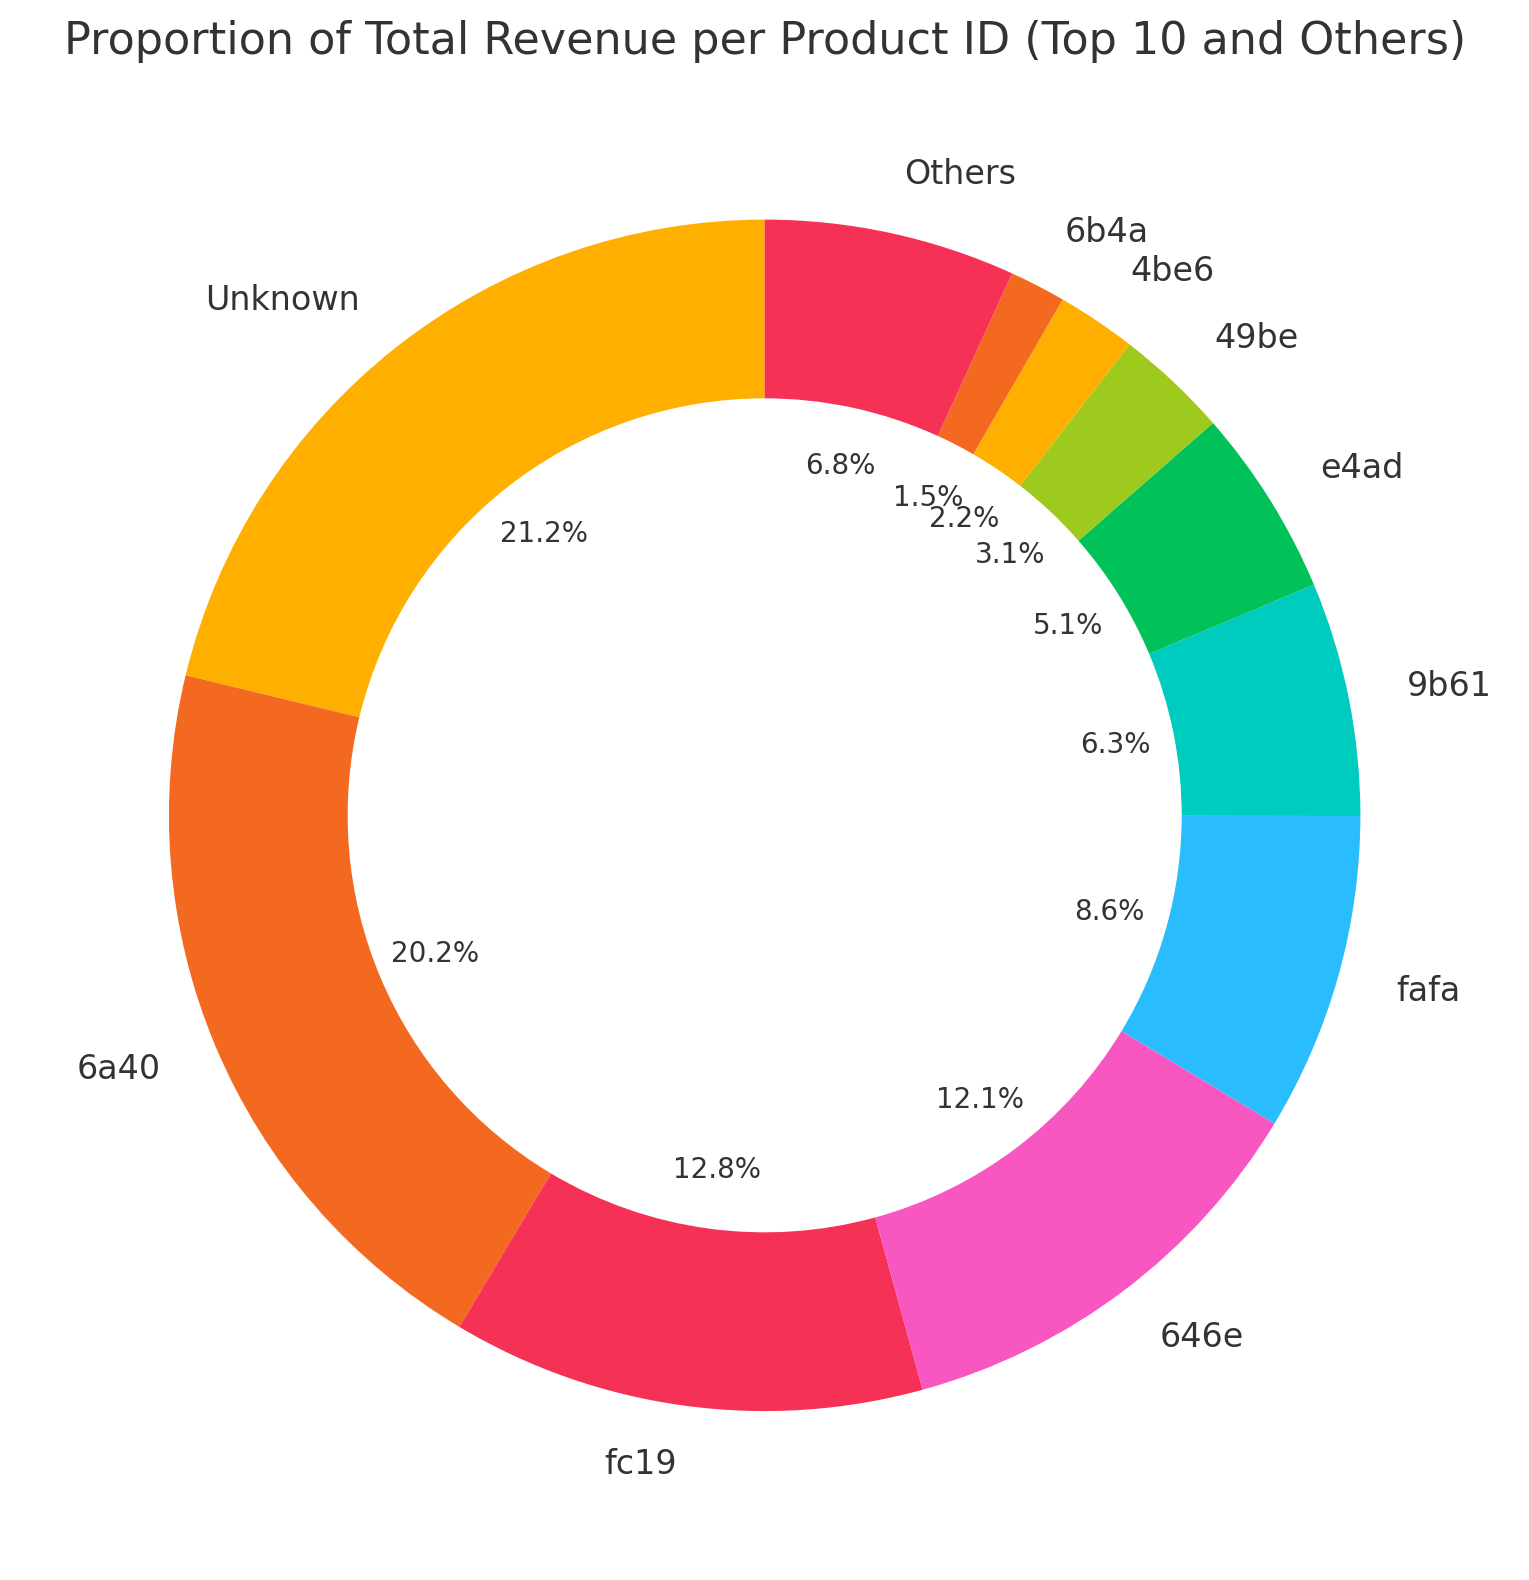 Proportion of Total Revenue per Product ID (Top 10 and Others)
Others
6b4a
4be6
Unknown
49be
e4ad
6.8%
1.5%
2.2%
21.2%
3.1%
5.1%
9b61
6.3%
8.6%
20.2%
fafa
6a40
12.1%
12.8%
646e
fc19